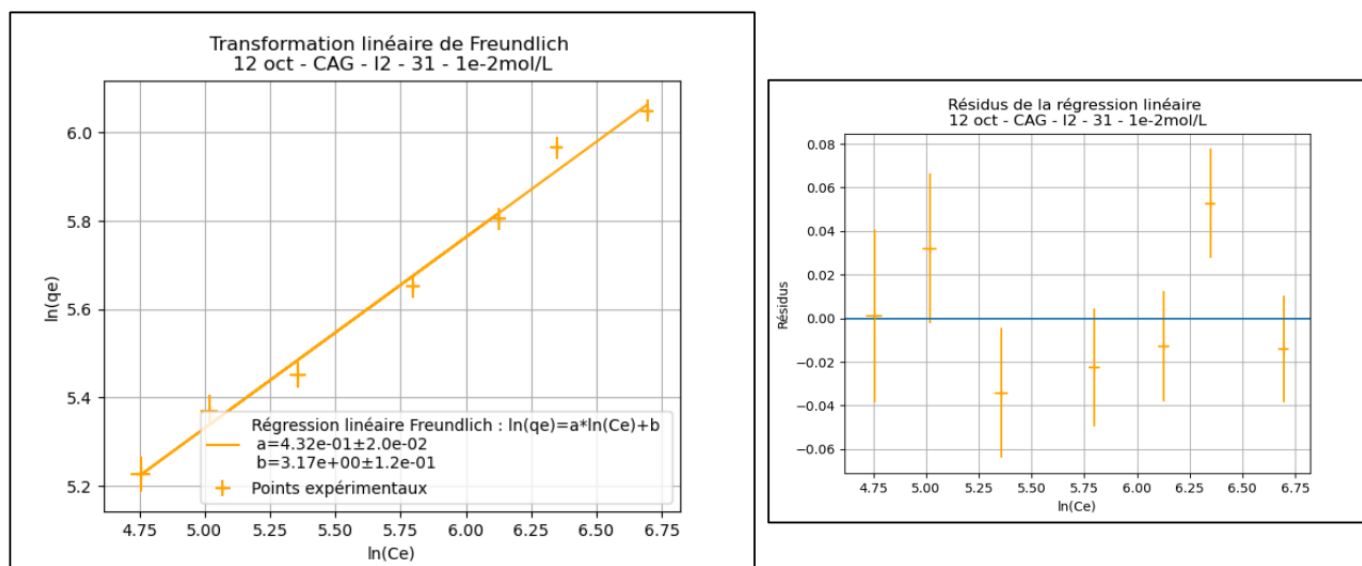 Transformation linéaire de Freundlich
12 oct - CAG - I2 - 31 - 1e-2mol/L
ln(qe)
6.0
5.8
5.6
5.4
5.2
Régression linéaire Freundlich : ln(qe)=a*ln(Ce)+b
a=4.32e-01±2.0e-02
b=3.17e+00±1.2e-01
Points expérimentaux
4.75 5.00 5.25 5.50 5.75 6.00 6.25 6.50 6.75
ln(Ce)
Résidus de la régression linéaire
12 oct - CAG - I2 - 31 - 1e-2mol/L
Résidus
0.08
0.06
0.04
0.02
0.00
−0.02
−0.04
−0.06
4.75 5.00 5.25 5.50 5.75 6.00 6.25 6.50 6.75
ln(Ce)